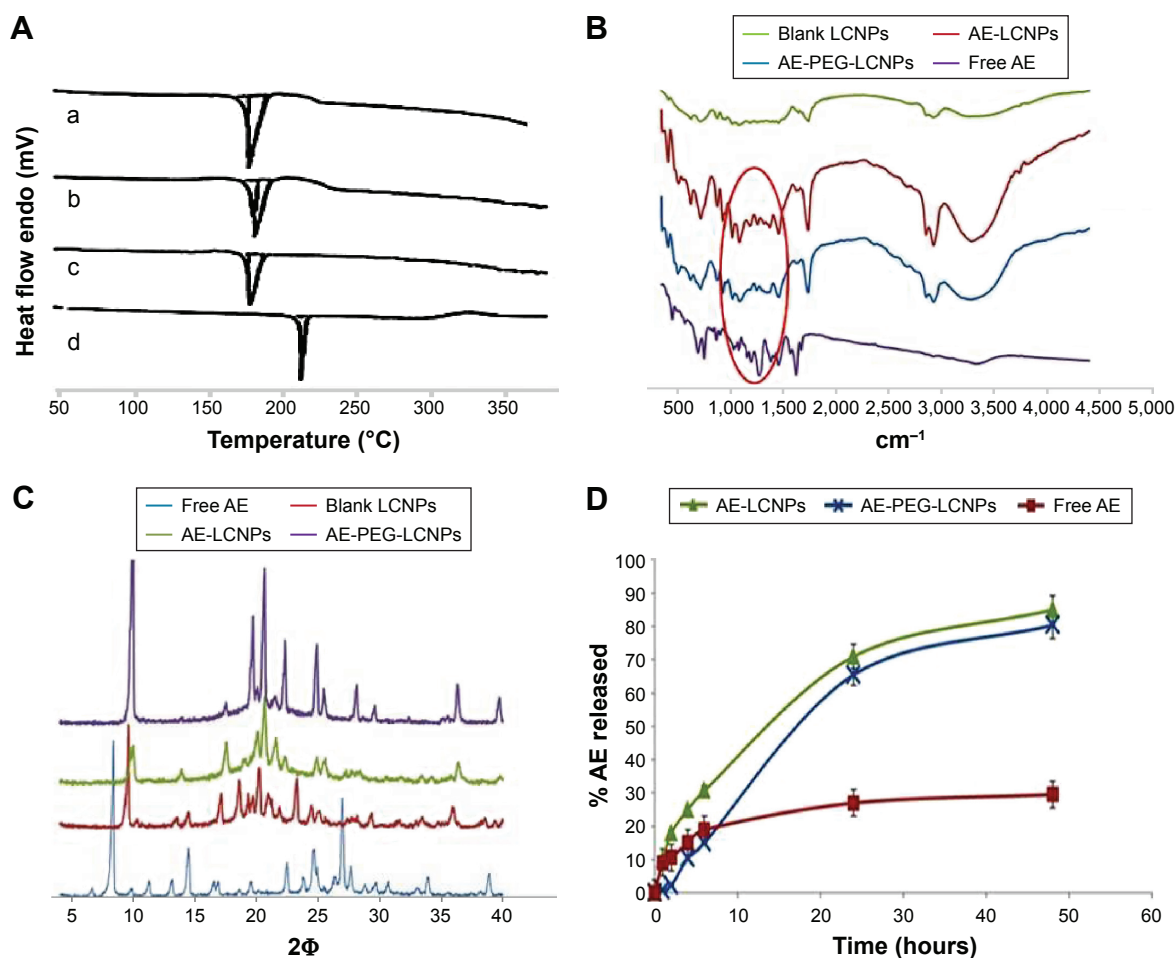 A
a
b
c
d
Heat flow endo (mV)
50 100 150 200 250 300 350
Temperature (°C)
B
Blank LCNPs AE-LCNPs
AE-PEG-LCNPs Free AE
500 1,000 1,500 2,000 2,500 3,000 3,500 4,000 4,500 5,000
cm⁻¹
C
Free AE Blank LCNPs
AE-LCNPs AE-PEG-LCNPs
4 5 10 20 25 30 35 40
2Φ
D
AE-LCNPs AE-PEG-LCNPs Free AE
% AE released
100
90
80
70
60
50
40
30
20
10
0
0 10 20 30 40 50 60
Time (hours)